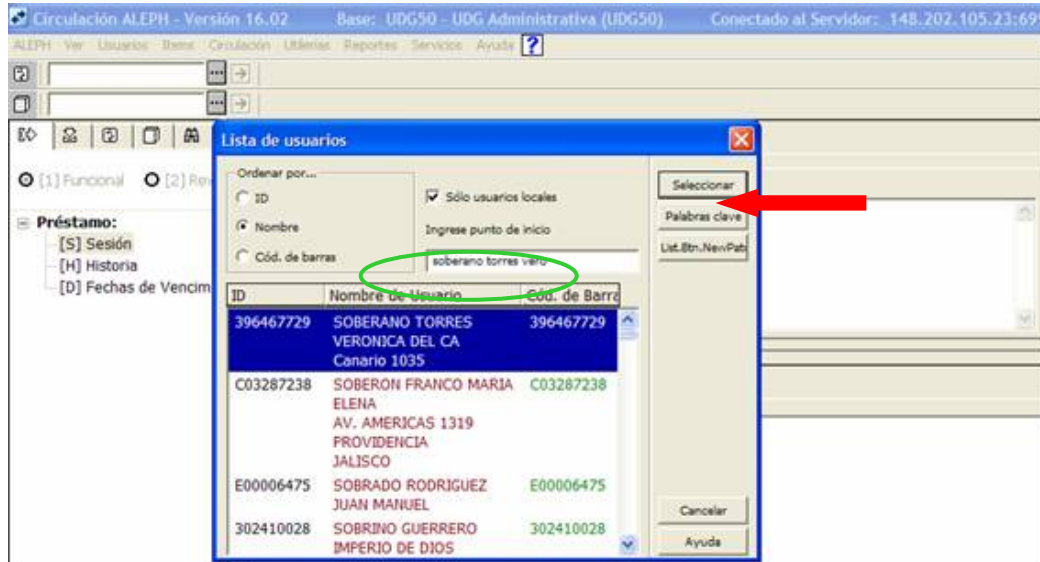 Circulación ALEPH - Versión 16.02 Base: UDG50 - UDG Administrativa (UDG50) Conectado al Servidor: 148.202.105.23:69
ALEPH Ver Usuarios Items Circulación Utilerias Reportes Servicios Ayuda ?
Lista de usuarios
[1] Funcional [2]
Préstamo:
[S] Sesión
[H] Historia
[D] Fechas de Vencim
Ordenar por...
ID
Nombre
Cód. de barras
Sólo usuarios locales
Ingrese punto de inicio
soberano torres vero
Seleccionar
Palabras clave
List.Btn.NewPatr
ID Nombre de Usuario Cód. de Barra
396467729 SOBERANO TORRES 396467729
VERONICA DEL CA
Canario 1035
C03287238 SOBERON FRANCO MARIA C03287238
ELENA
AV. AMERICAS 1319
PROVIDENCIA
JALISCO
E00006475 SOBRADO RODRIGUEZ E00006475
JUAN MANUEL
302410028 SOBRINO GUERRERO 302410028
IMPERIO DE DIOS
Cancelar
Ayuda